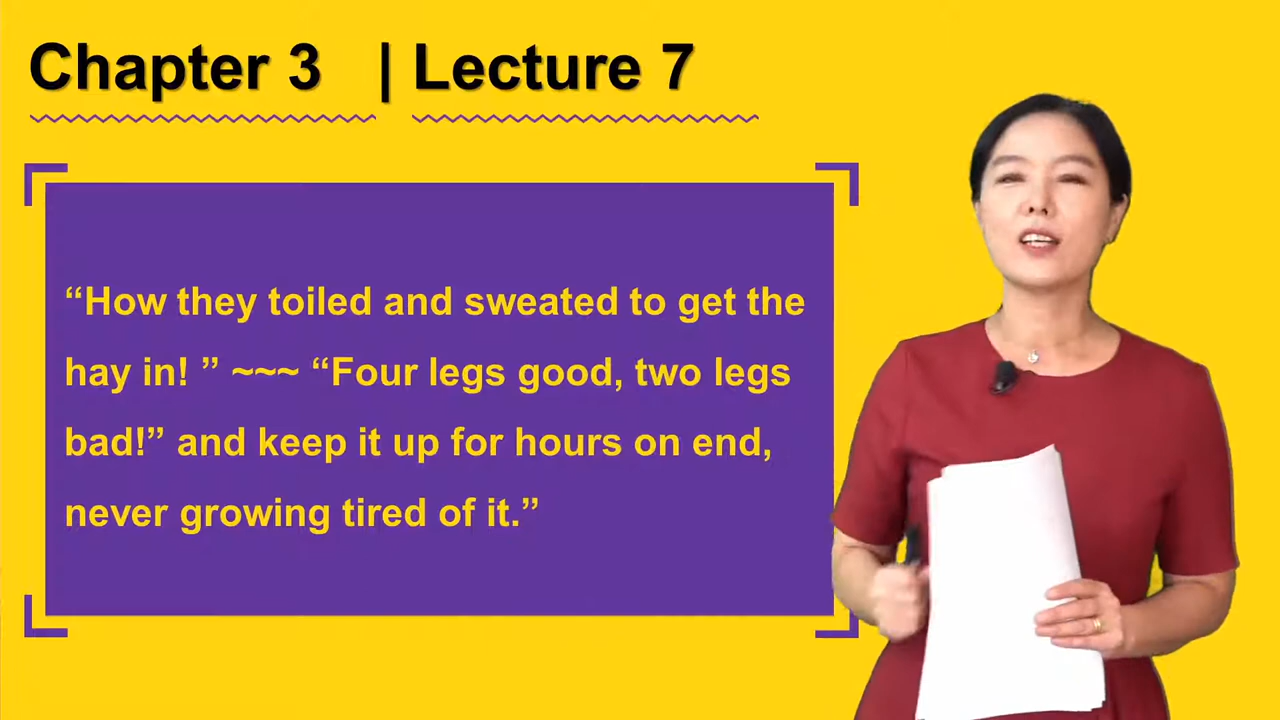 Chapter 3 | Lecture 7
“How they toiled and sweated to get the
hay in! ” ~~~ “Four legs good, two legs
bad!” and keep it up for hours on end,
never growing tired of it.”